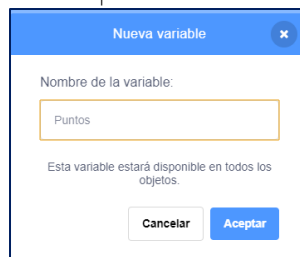 Nueva variable
Nombre de la variable:
Puntos
Esta variable estará disponible en todos los
objetos.
Cancelar
Aceptar